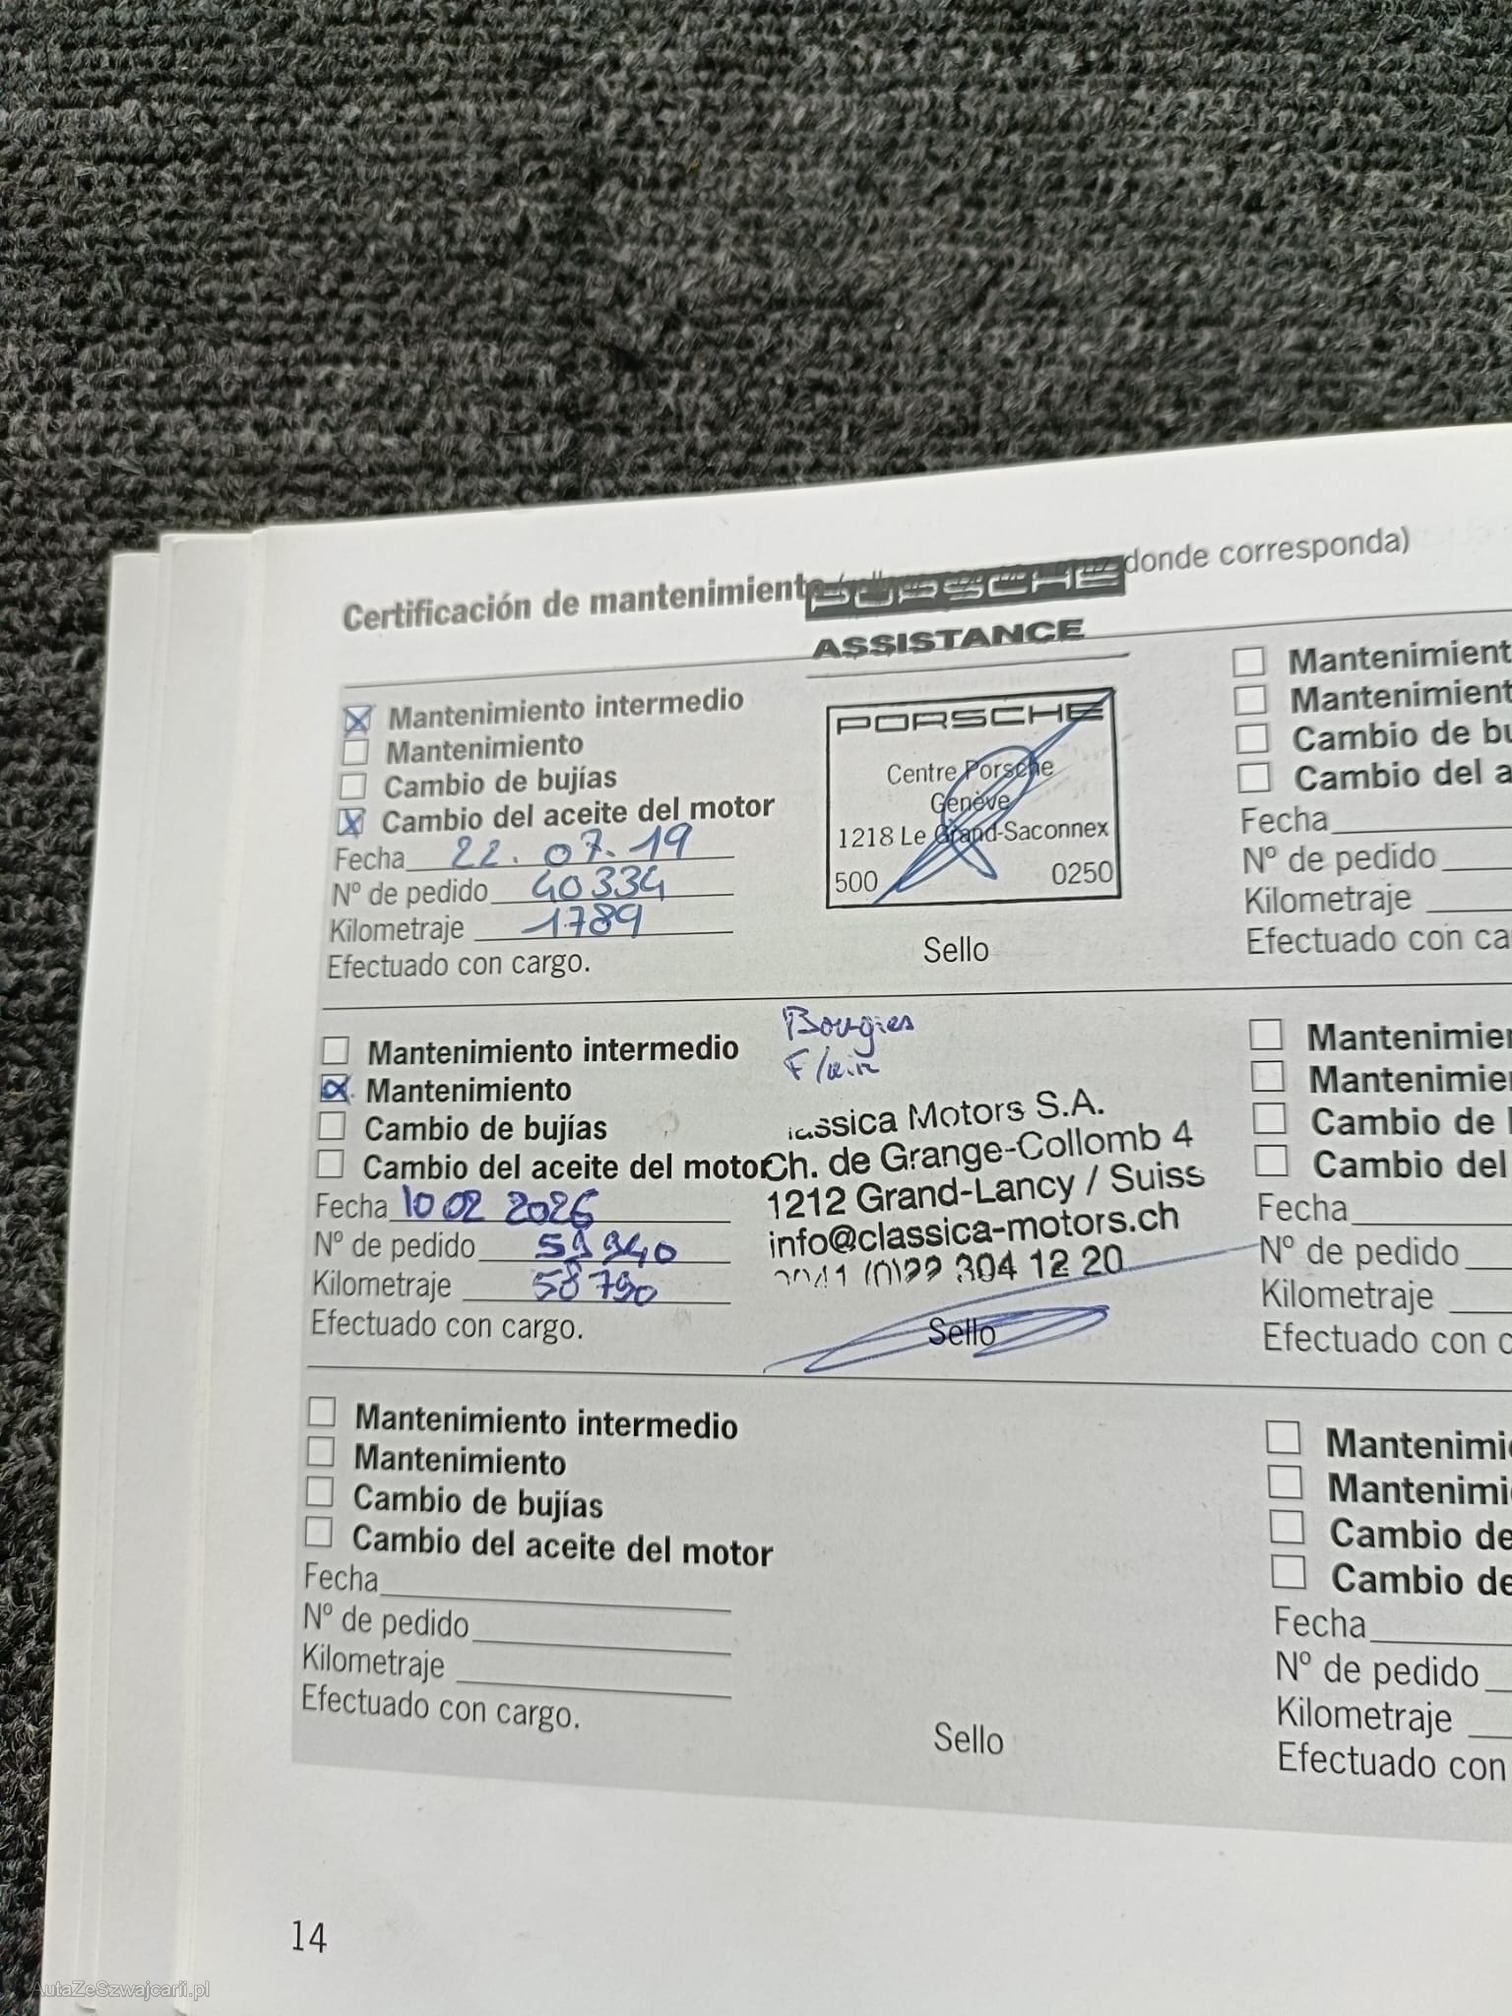 Certificación de mantenimiento donde corresponda)
PORSCHE
ASSISTANCE
Mantenimiento intermedio
Mantenimiento
Cambio de bujías
Cambio del aceite del motor
Fecha 22.07.19
Nº de pedido 40334
Kilometraje 1789
Efectuado con cargo.
PORSCHE
Centre Porsche
Genève
1218 Le Grand-Saconnex
500 0250
Sello
Mantenimient
Mantenimient
Cambio de bu
Cambio del a
Fecha
Nº de pedido
Kilometraje
Efectuado con ca
Mantenimiento intermedio
Mantenimiento
Cambio de bujías
Cambio del aceite del motor
Fecha 10 02 2026
Nº de pedido
Kilometraje 58790
Efectuado con cargo.
Bougies
assica Motors S.A.
Ch. de Grange-Collomb 4
1212 Grand-Lancy / Suiss
info@classica-motors.ch
0041 (0)22 304 12 20
Sello
Mantenimier
Mantenimie
Cambio de
Cambio del
Fecha
Nº de pedido
Kilometraje
Efectuado con c
Mantenimiento intermedio
Mantenimiento
Cambio de bujías
Cambio del aceite del motor
Fecha
Nº de pedido
Kilometraje
Efectuado con cargo.
Sello
Mantenimi
Mantenimi
Cambio de
Cambio de
Fecha
Nº de pedido
Kilometraje
Efectuado con
14
AutaZeSzwajcarii.pl